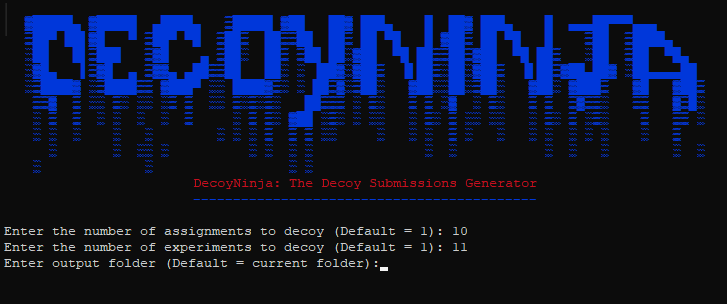 DECOYNINJA
DecoyNinja: The Decoy Submissions Generator
-------------------------------------------
Enter the number of assignments to decoy (Default = 1): 10
Enter the number of experiments to decoy (Default = 1): 11
Enter output folder (Default = current folder):